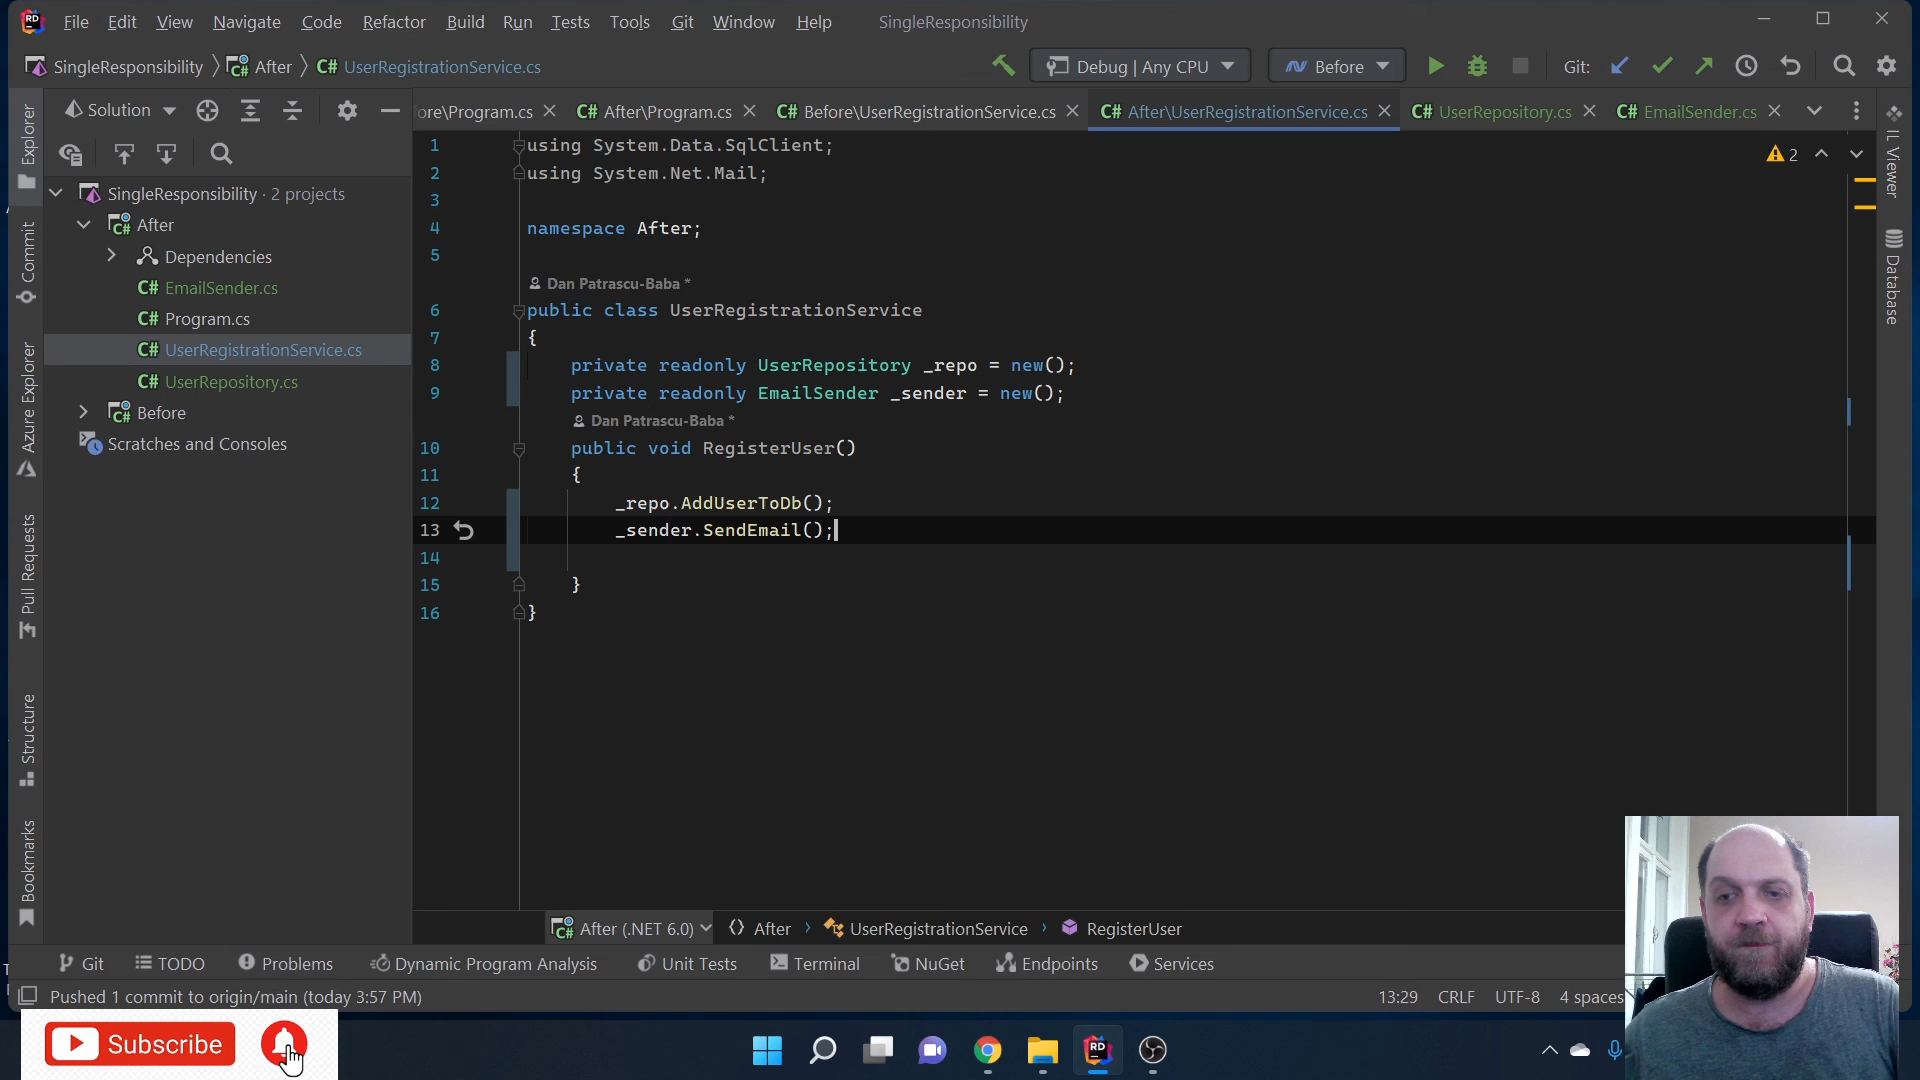 File Edit View Navigate Code Refactor Build Run Tests Tools Git Window Help SingleResponsibility
SingleResponsibility After C# UserRegistrationService.cs Debug | Any CPU Before Git:
Solution
ore\Program.cs C# After\Program.cs C# Before\UserRegistrationService.cs C# After\UserRegistrationService.cs C# UserRepository.cs C# EmailSender.cs
SingleResponsibility · 2 projects
After
Dependencies
C# EmailSender.cs
C# Program.cs
C# UserRegistrationService.cs
C# UserRepository.cs
Before
Scratches and Consoles
Explorer
Commit
Azure Explorer
Pull Requests
Structure
Bookmarks
1 using System.Data.SqlClient;
2 using System.Net.Mail;
3
4 namespace After;
5
Dan Patrascu-Baba *
6 public class UserRegistrationService
7 {
8 private readonly UserRepository _repo = new();
9 private readonly EmailSender _sender = new();
Dan Patrascu-Baba *
10 public void RegisterUser()
11 {
12 _repo.AddUserToDb();
13 _sender.SendEmail();
14
15 }
16 }
2
IL Viewer
Database
After (.NET 6.0) After UserRegistrationService RegisterUser
Git TODO Problems Dynamic Program Analysis Unit Tests Terminal NuGet Endpoints Services
Pushed 1 commit to origin/main (today 3:57 PM) 13:29 CRLF UTF-8 4 spaces
Subscribe
RD